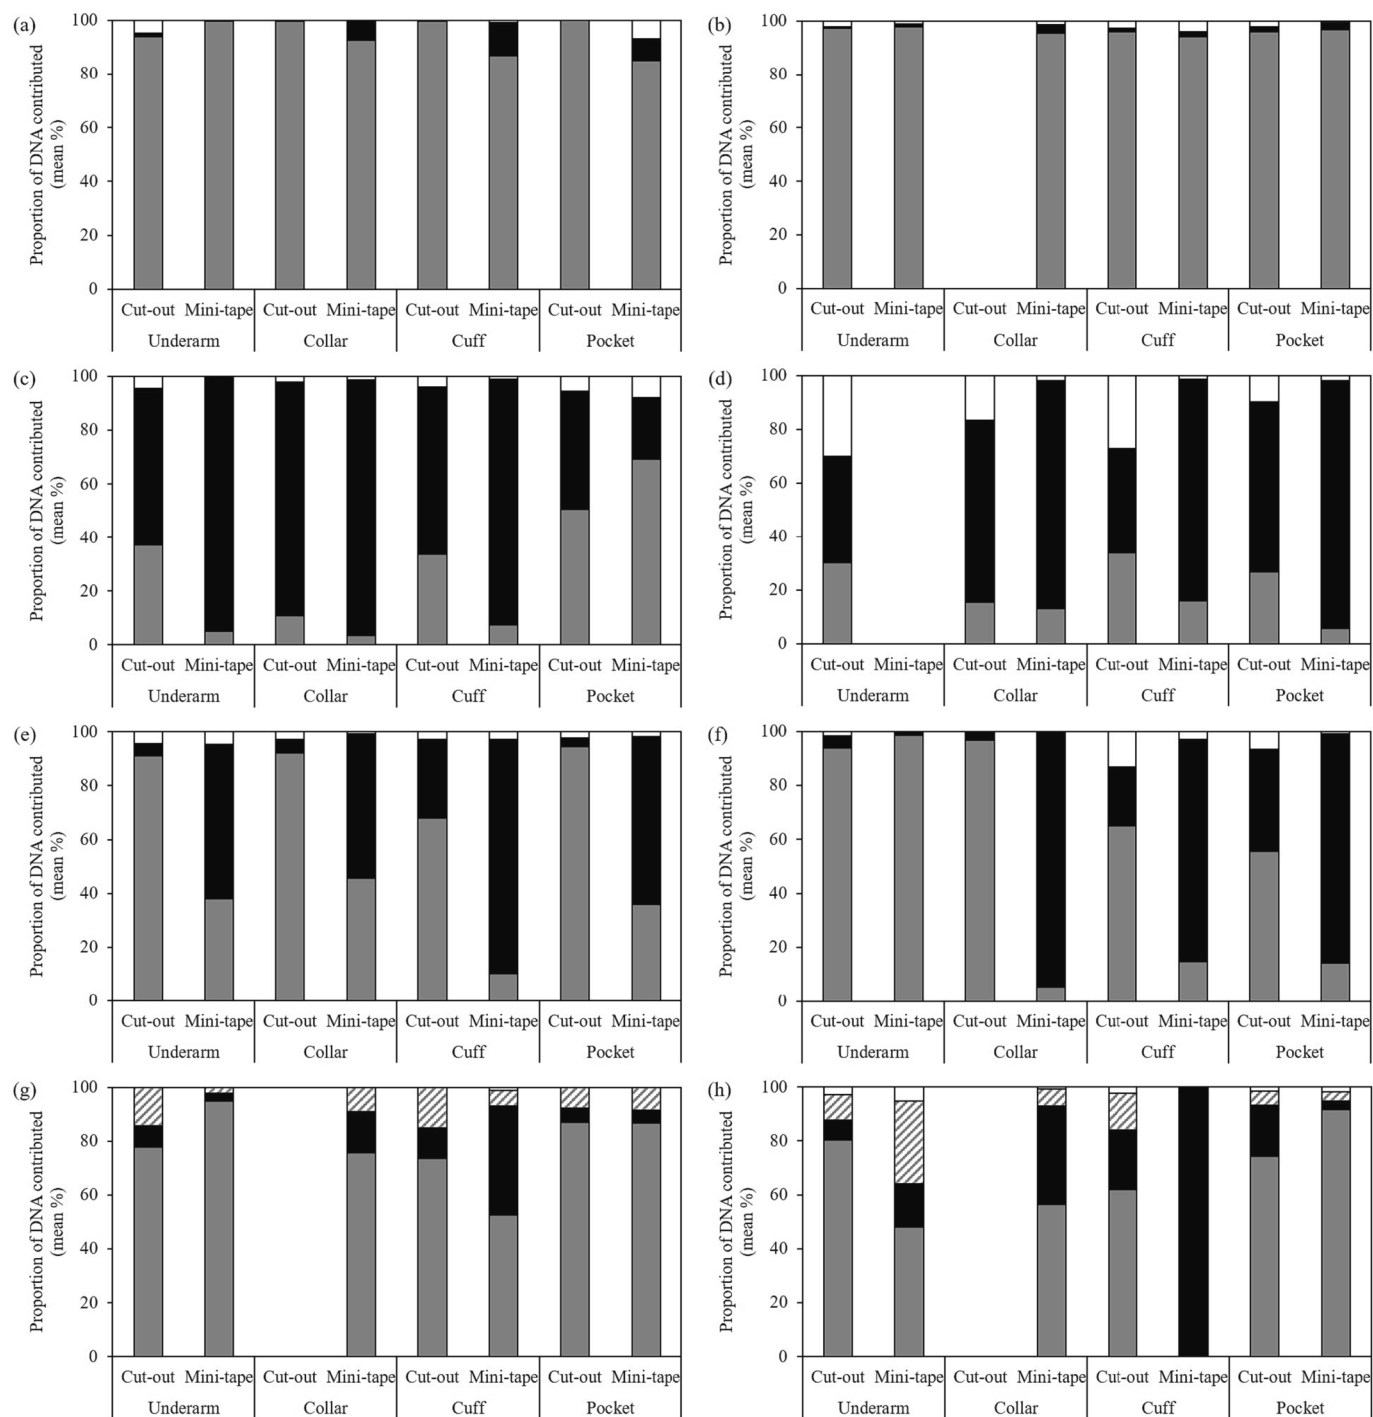 (a)
Proportion of DNA contributed
(mean %)
100
80
60
40
20
0
Cut-out Mini-tape Cut-out Mini-tape Cut-out Mini-tape Cut-out Mini-tape
Underarm Collar Cuff Pocket
(b)
Proportion of DNA contributed
(mean %)
100
80
60
40
20
0
Cut-out Mini-tape Cut-out Mini-tape Cut-out Mini-tape Cut-out Mini-tape
Underarm Collar Cuff Pocket
(c)
Proportion of DNA contributed
(mean %)
100
80
60
40
20
0
Cut-out Mini-tape Cut-out Mini-tape Cut-out Mini-tape Cut-out Mini-tape
Underarm Collar Cuff Pocket
(d)
Proportion of DNA contributed
(mean %)
100
80
60
40
20
0
Cut-out Mini-tape Cut-out Mini-tape Cut-out Mini-tape Cut-out Mini-tape
Underarm Collar Cuff Pocket
(e)
Proportion of DNA contributed
(mean %)
100
80
60
40
20
0
Cut-out Mini-tape Cut-out Mini-tape Cut-out Mini-tape Cut-out Mini-tape
Underarm Collar Cuff Pocket
(f)
Proportion of DNA contributed
(mean %)
100
80
60
40
20
0
Cut-out Mini-tape Cut-out Mini-tape Cut-out Mini-tape Cut-out Mini-tape
Underarm Collar Cuff Pocket
(g)
Proportion of DNA contributed
(mean %)
100
80
60
40
20
0
Cut-out Mini-tape Cut-out Mini-tape Cut-out Mini-tape Cut-out Mini-tape
Underarm Collar Cuff Pocket
(h)
Proportion of DNA contributed
(mean %)
100
80
60
40
20
0
Cut-out Mini-tape Cut-out Mini-tape Cut-out Mini-tape Cut-out Mini-tape
Underarm Collar Cuff Pocket